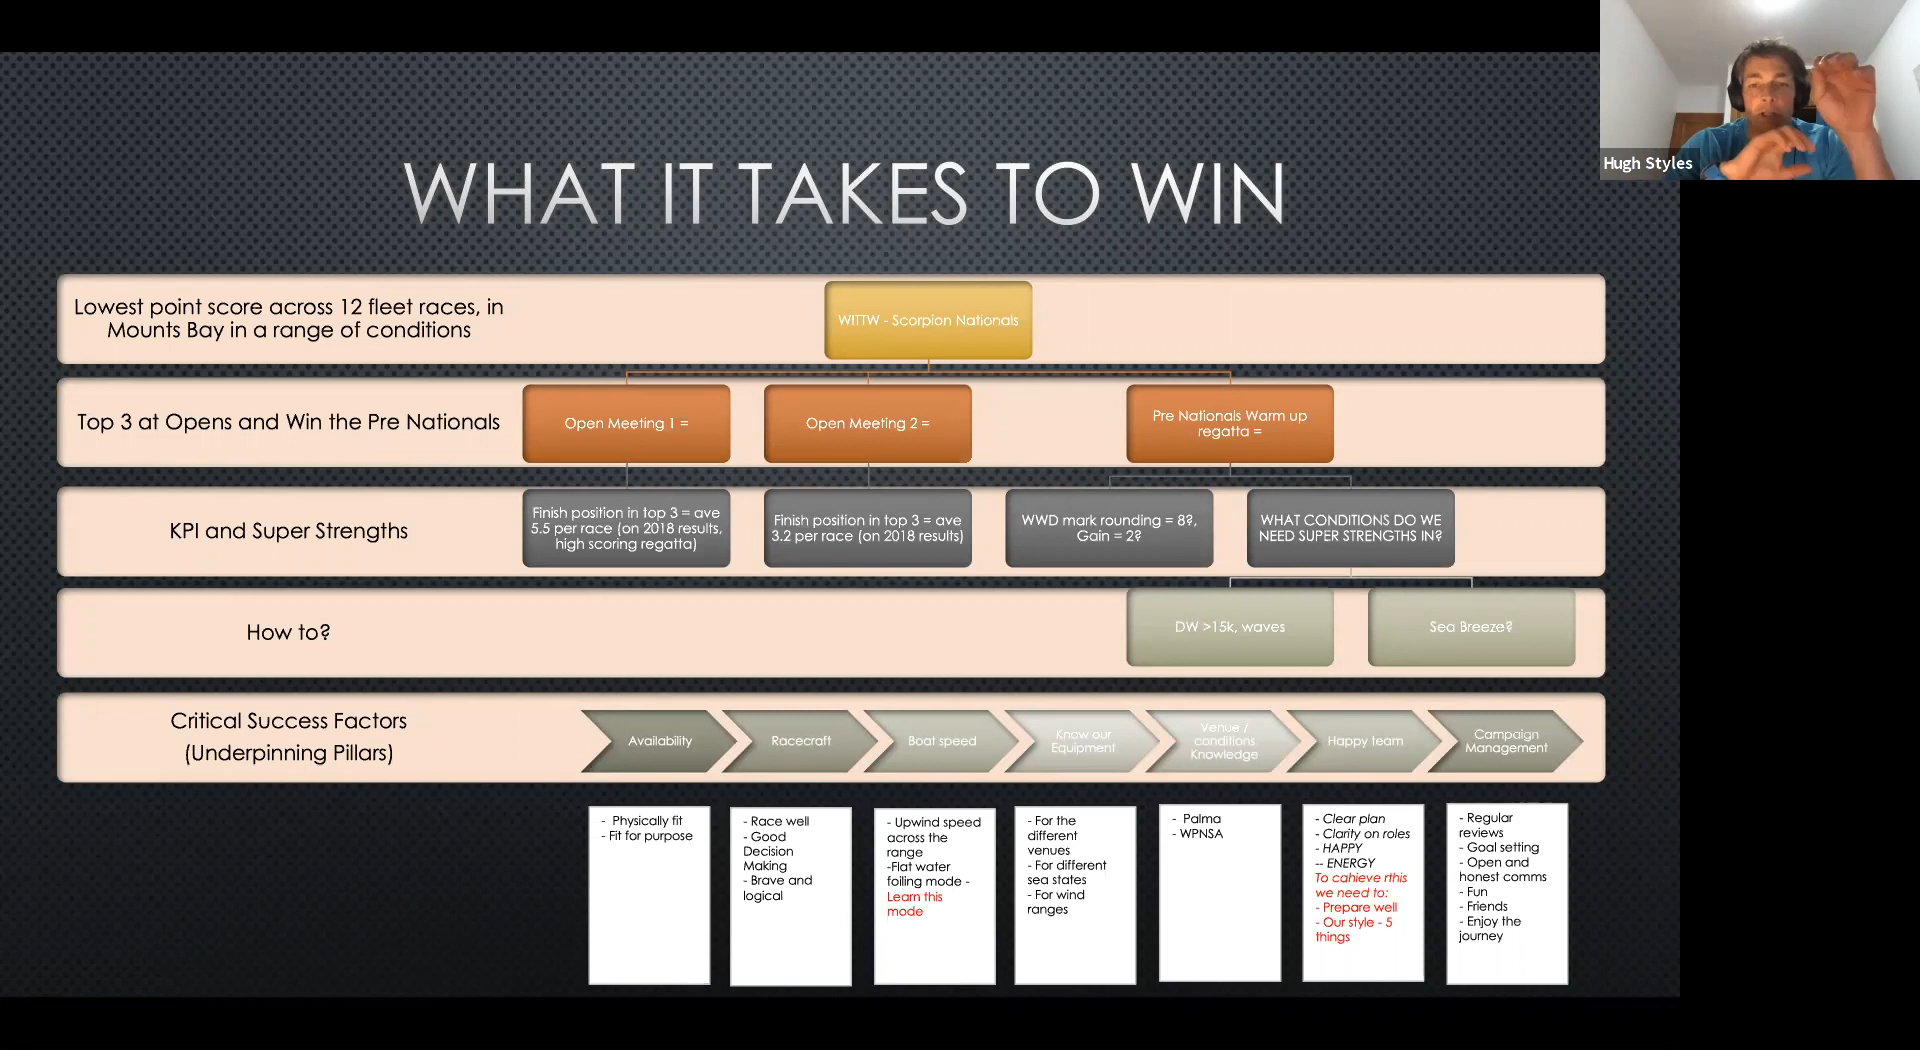 Hugh Styles
WHAT IT TAKES TO WIN
Lowest point score across 12 fleet races, in
Mounts Bay in a range of conditions
WITTW - Scorpion Nationals
Top 3 at Opens and Win the Pre Nationals
Open Meeting 1 =
Open Meeting 2 =
Pre Nationals Warm up
regatta =
KPI and Super Strengths
Finish position in top 3 = ave
5.5 per race (on 2018 results,
high scoring regatta)
Finish position in top 3 = ave
3.2 per race (on 2018 results)
WWD mark rounding = 8?,
Gain = 2?
WHAT CONDITIONS DO WE
NEED SUPER STRENGTHS IN?
How to?
DW >15k, waves
Sea Breeze?
Critical Success Factors
(Underpinning Pillars)
Availability
Racecraft
Boat speed
Know our
Equipment
Venue /
conditions
Knowledge
Happy team
Campaign
Management
- Physically fit
- Fit for purpose
- Race well
- Good
Decision
Making
- Brave and
logical
- Upwind speed
across the
range
-Flat water
foiling mode -
Learn this
mode
- For the
different
venues
- For different
sea states
- For wind
ranges
- Palma
- WPNSA
- Clear plan
- Clarity on roles
- HAPPY
-- ENERGY
To cahieve rthis
we need to:
- Prepare well
- Our style - 5
things
- Regular
reviews
- Goal setting
- Open and
honest comms
- Fun
- Friends
- Enjoy the
journey